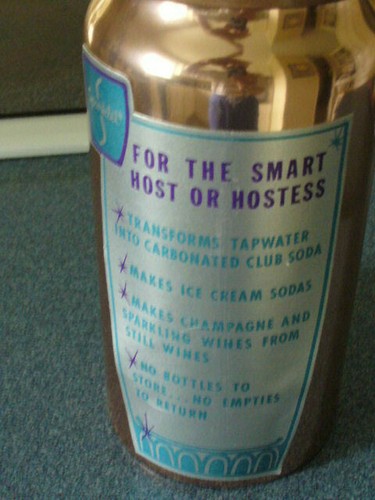 FOR THE SMART
HOST OR HOSTESS
TRANSFORMS TAPWATER
INTO CARBONATED CLUB SODA
MAKES ICE CREAM SODAS
MAKES CHAMPAGNE AND
SPARKLING WINES FROM
STILL WINES
NO BOTTLES TO
STORE...NO EMPTIES
TO RETURN